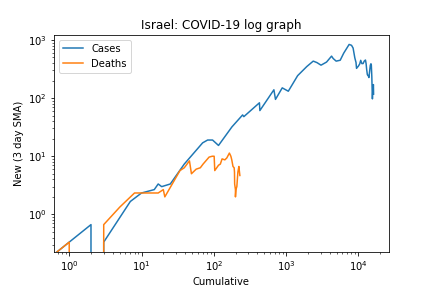 Israel: COVID-19 log graph
Cases
Deaths
New (3 day SMA)
10³
10²
10¹
10⁰
10⁰ 10¹ 10² 10³ 10⁴
Cumulative